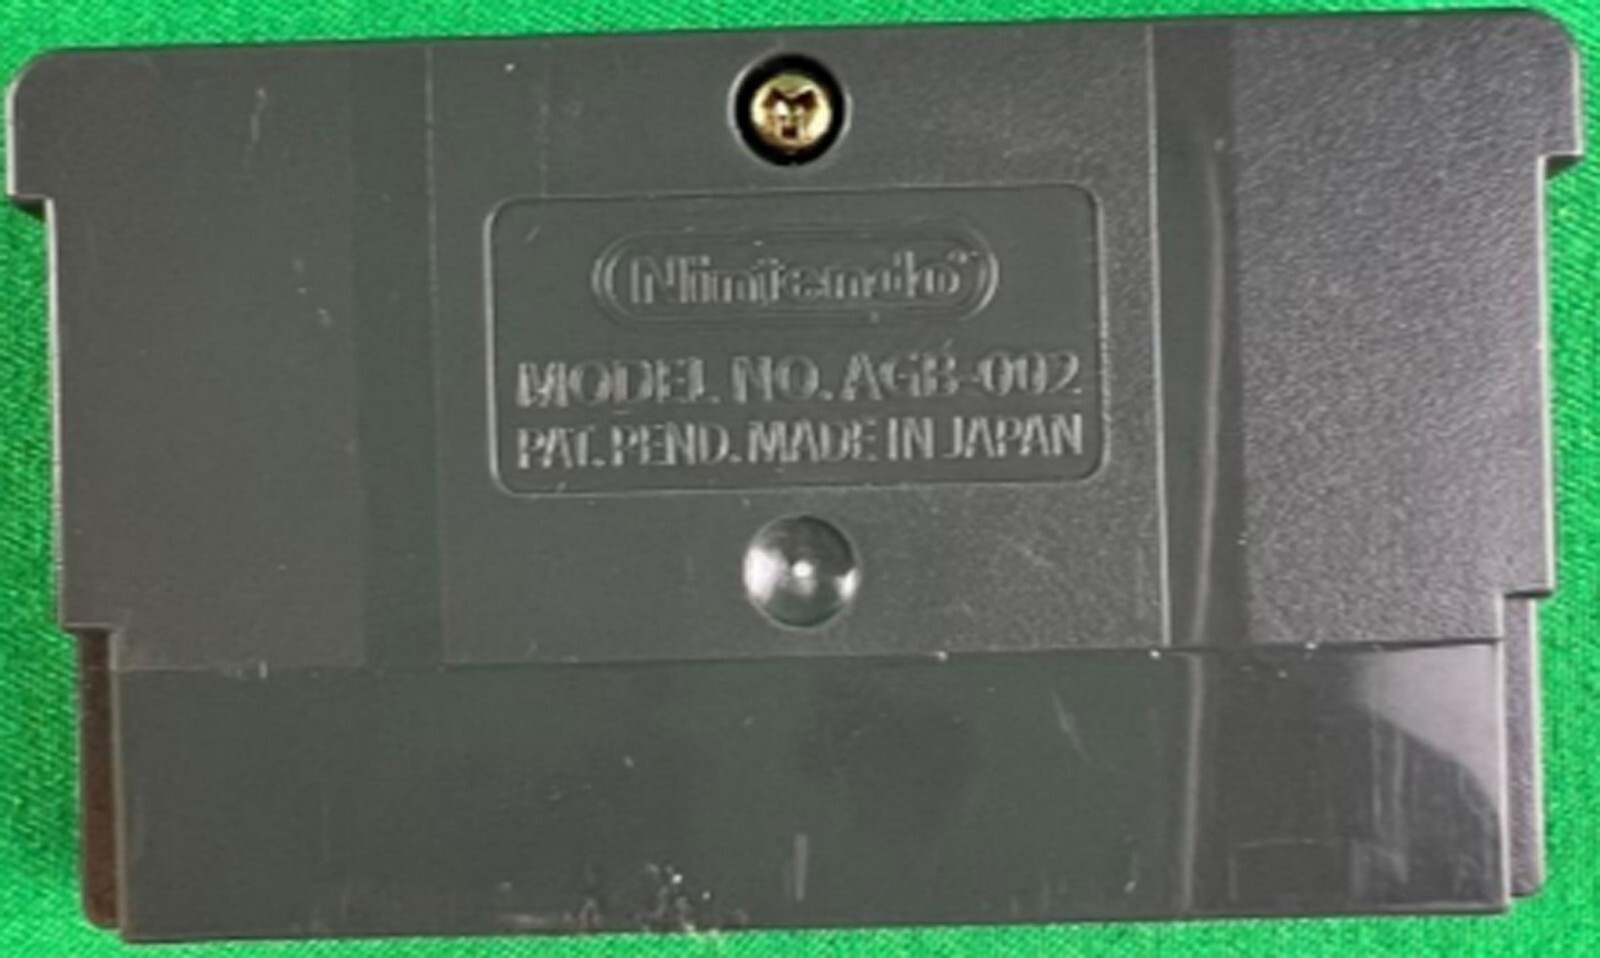 Nintendo
MODEL NO. AGB-002
PAT. PEND. MADE IN JAPAN